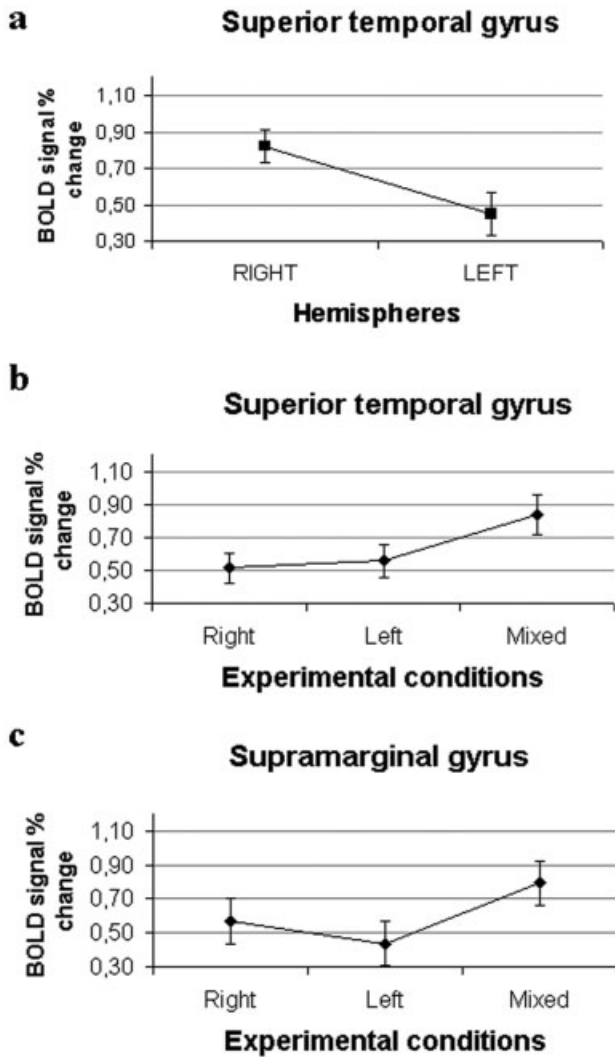 a
Superior temporal gyrus
BOLD signal %
change
1,10
0,90
0,70
0,50
0,30
RIGHT LEFT
Hemispheres
b
Superior temporal gyrus
BOLD signal %
change
1,10
0,90
0,70
0,50
0,30
Right Left Mixed
Experimental conditions
c
Supramarginal gyrus
BOLD signal %
change
1,10
0,90
0,70
0,50
0,30
Right Left Mixed
Experimental conditions